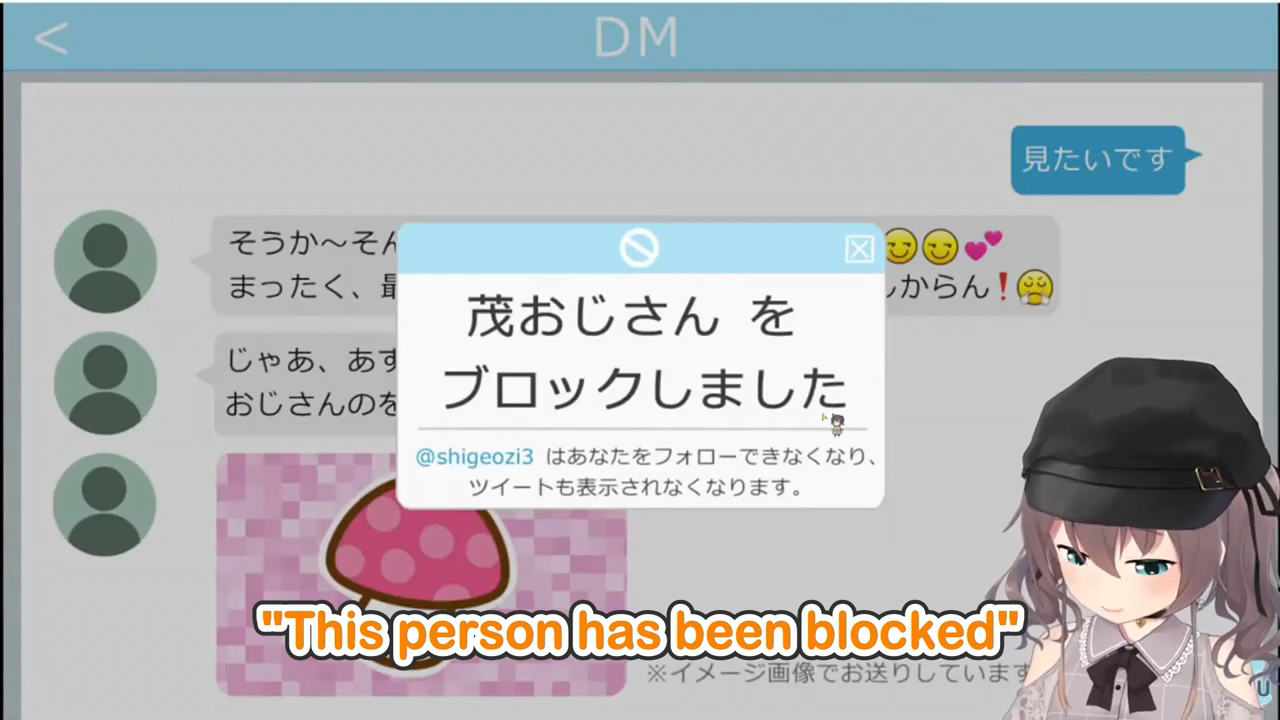 <
DM
見たいです
そうか～そん
まったく、最
しからん❗😤
じゃあ、あす
おじさんのを
茂おじさん を
ブロックしました
@shigeozi3 はあなたをフォローできなくなり、
ツイートも表示されなくなります。
"This person has been blocked"
※イメージ画像でお送りしています